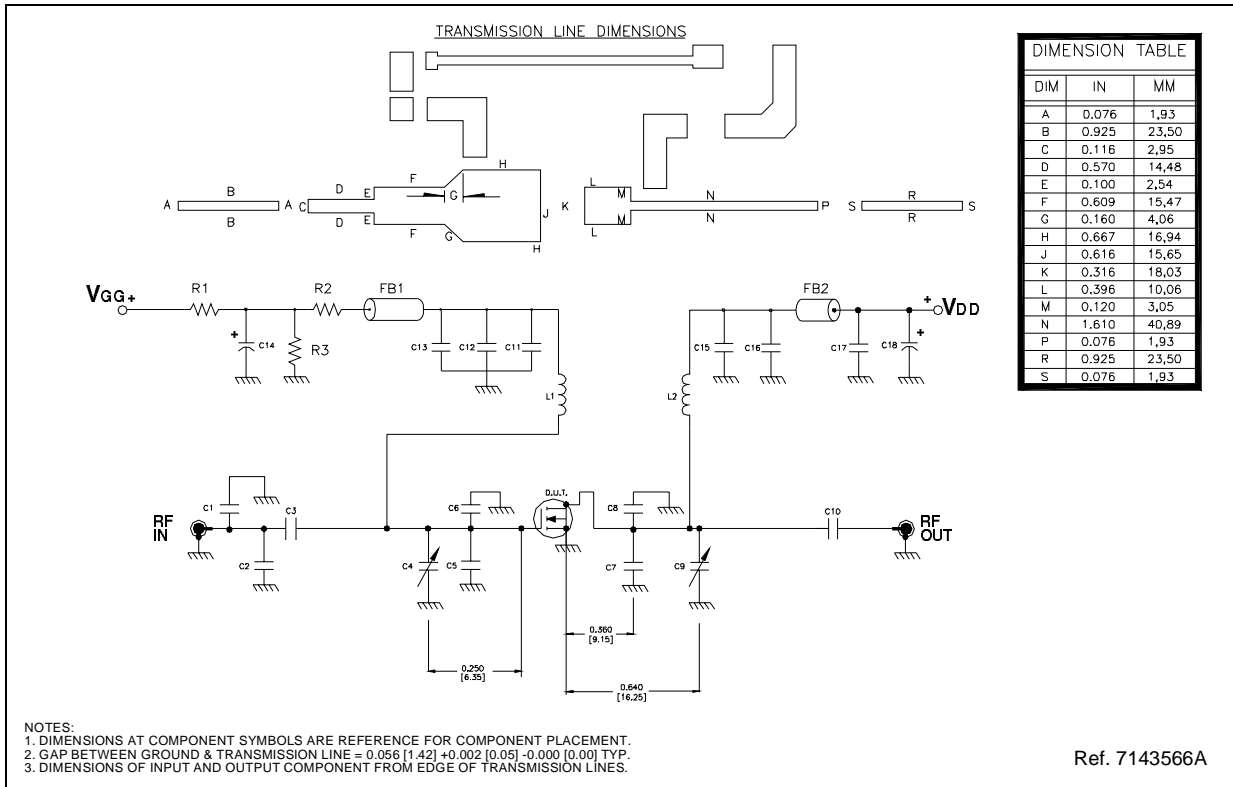 TRANSMISSION LINE DIMENSIONS
DIMENSION TABLE
DIM IN MM
A 0.076 1,93
B 0.925 23,50
C 0.116 2,95
D 0.570 14,48
E 0.100 2,54
F 0.609 15,47
G 0.160 4,06
H 0.667 16,94
J 0.616 15,65
K 0.316 18,03
L 0.396 10,06
M 0.120 3,05
N 1.610 40,89
P 0.076 1,93
R 0.925 23,50
S 0.076 1,93
H
B D E F G L M N R
A A C J K P S S
B D E F G H M L N R
VGG+ R1 R2 FB1 FB2 + VDD
+ C14 R3 C13 C12 C11 C15 C16 C17 C18 +
L1 L2
D.U.T.
C1 C3 C6 C8 C10
RF IN
RF OUT
C2 C4 C5 C7 C9
0.360
[9.15]
0.250
[6.35]
0.640
[16.25]
NOTES:
1. DIMENSIONS AT COMPONENT SYMBOLS ARE REFERENCE FOR COMPONENT PLACEMENT.
2. GAP BETWEEN GROUND & TRANSMISSION LINE = 0.056 [1.42] +0.002 [0.05] -0.000 [0.00] TYP.
3. DIMENSIONS OF INPUT AND OUTPUT COMPONENT FROM EDGE OF TRANSMISSION LINES.
Ref. 7143566A